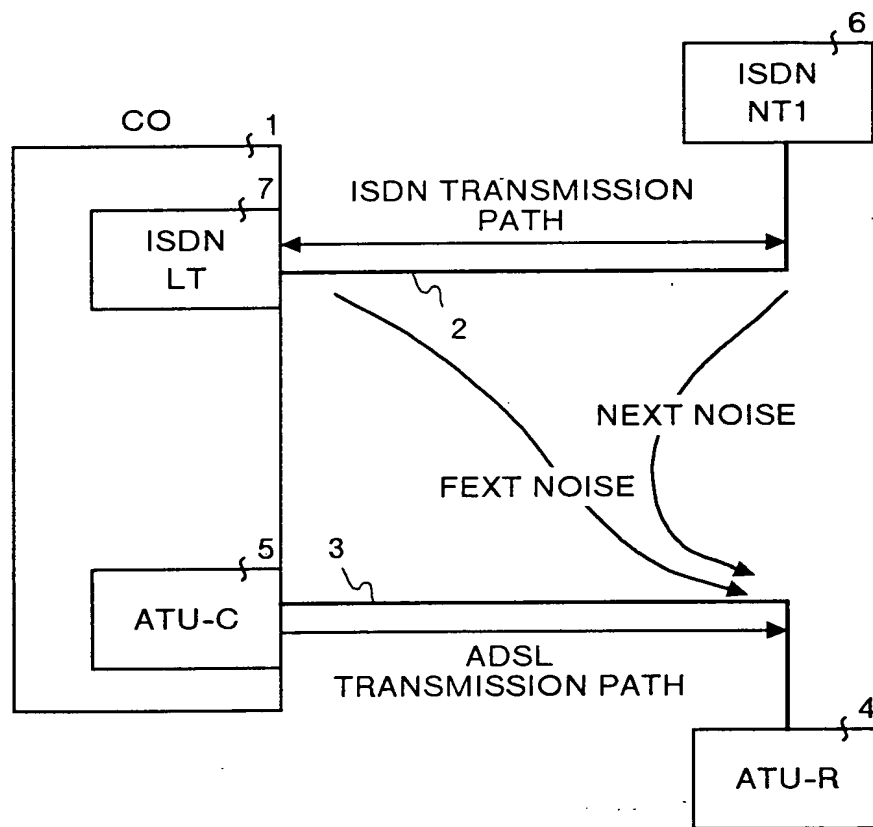 6
ISDN
NT1
CO
1
7
ISDN
LT
ISDN TRANSMISSION
PATH
2
NEXT NOISE
FEXT NOISE
5
ATU-C
3
ADSL
TRANSMISSION PATH
4
ATU-R